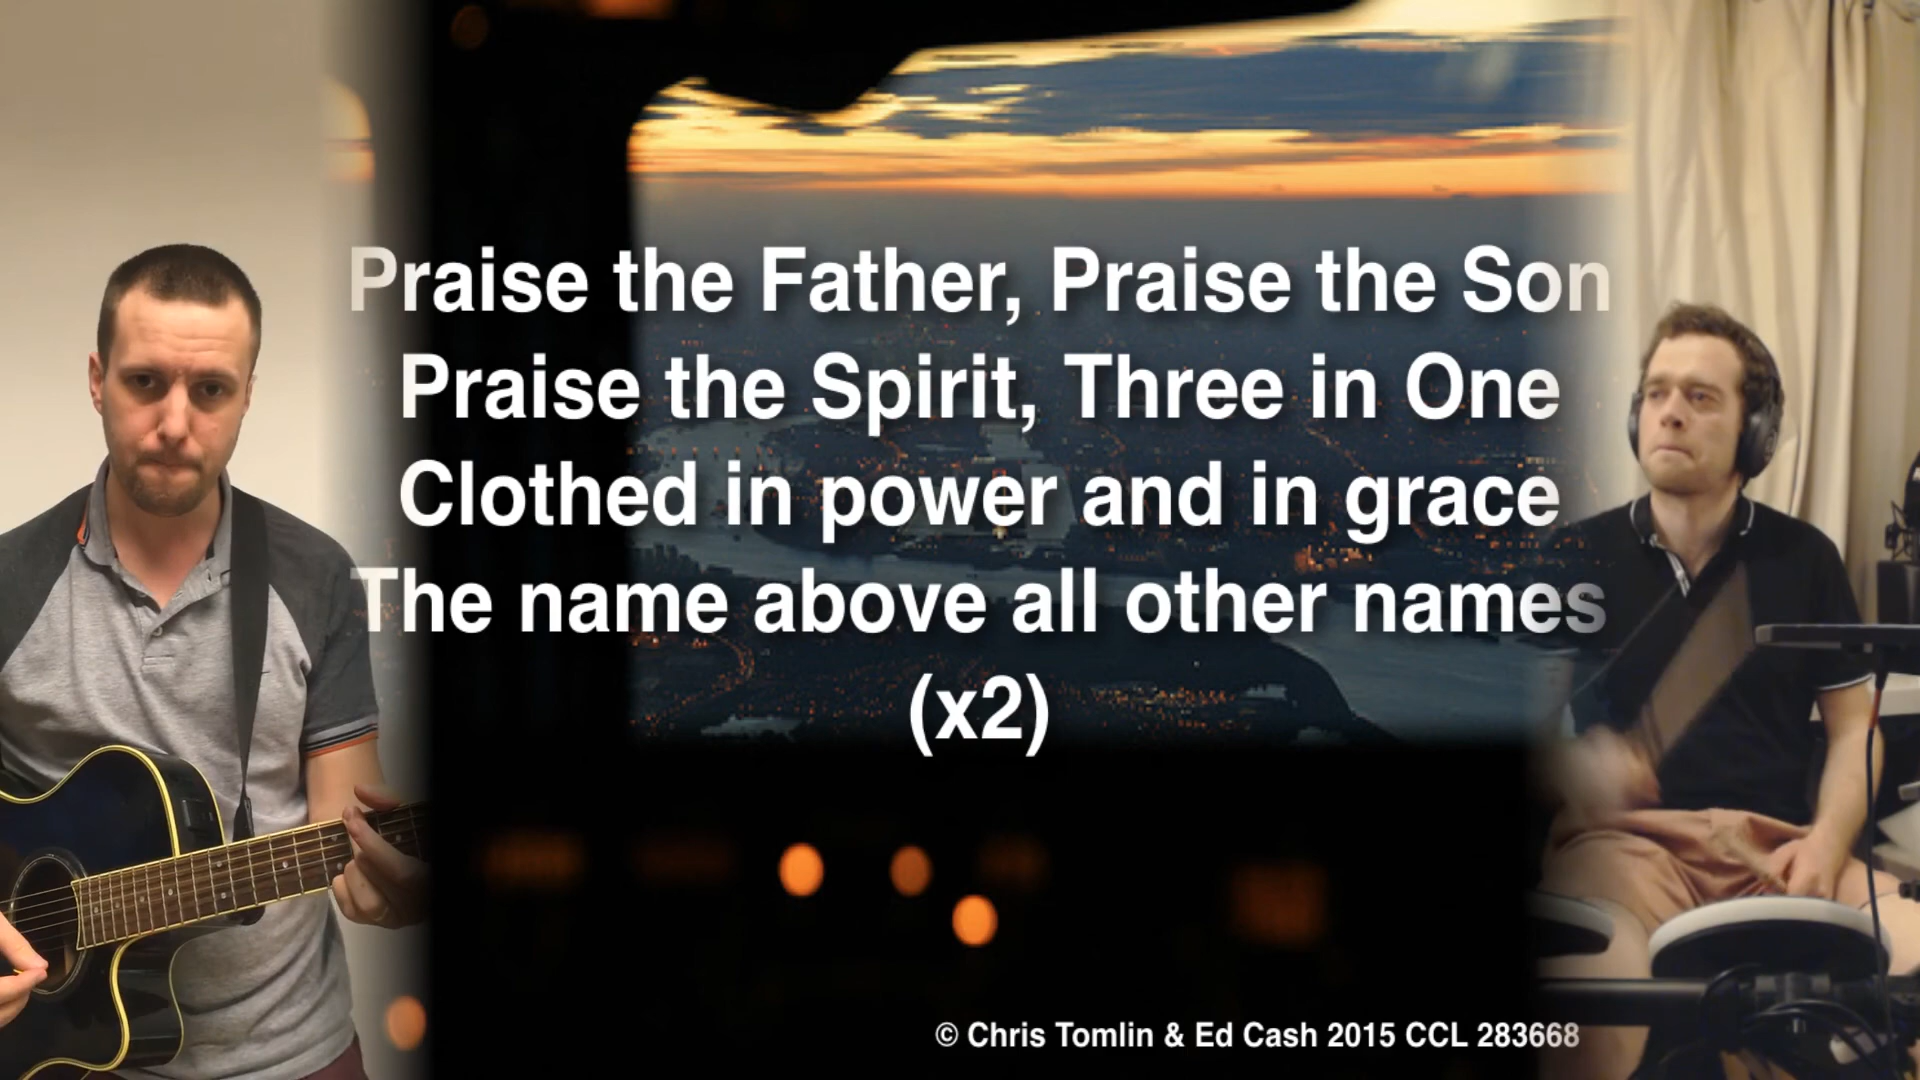 Praise the Father, Praise the Son
Praise the Spirit, Three in One
Clothed in power and in grace
The name above all other names
(x2)
© Chris Tomlin & Ed Cash 2015 CCL 283668